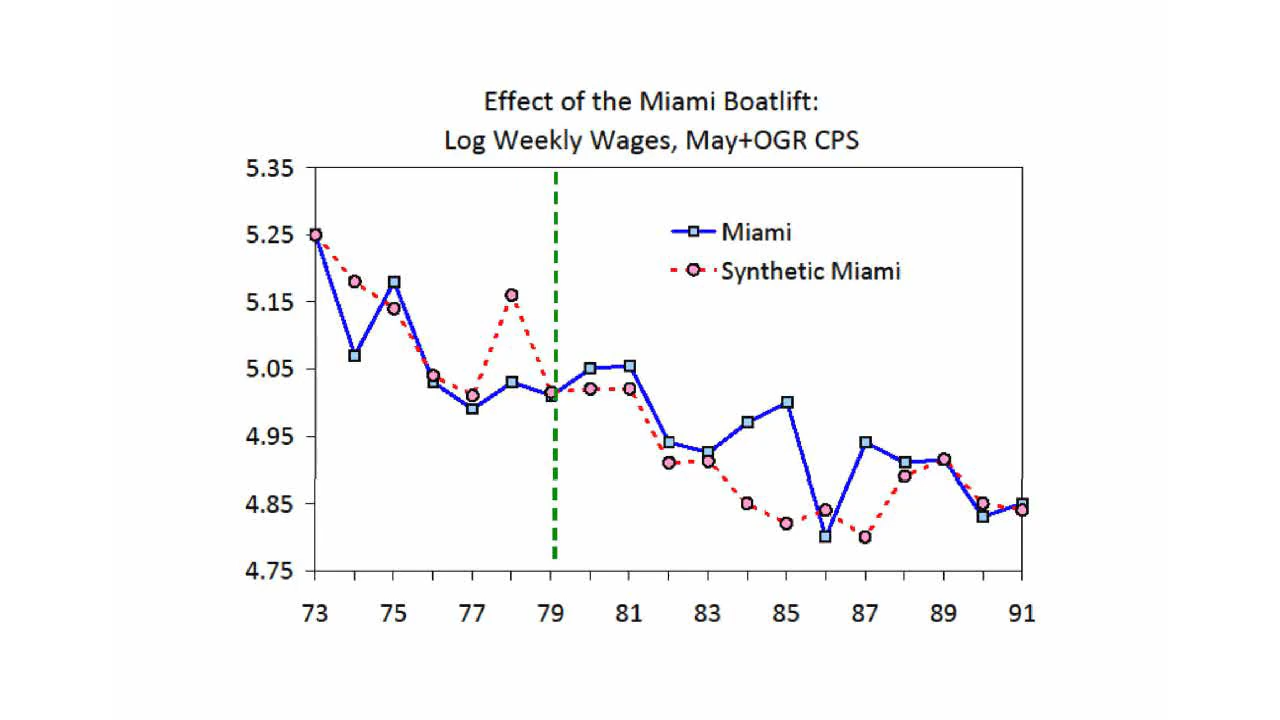 Effect of the Miami Boatlift:
Log Weekly Wages, May+OGR CPS
5.35
5.25
5.15
5.05
4.95
4.85
4.75
Miami
Synthetic Miami
73 75 77 79 81 83 85 87 89 91